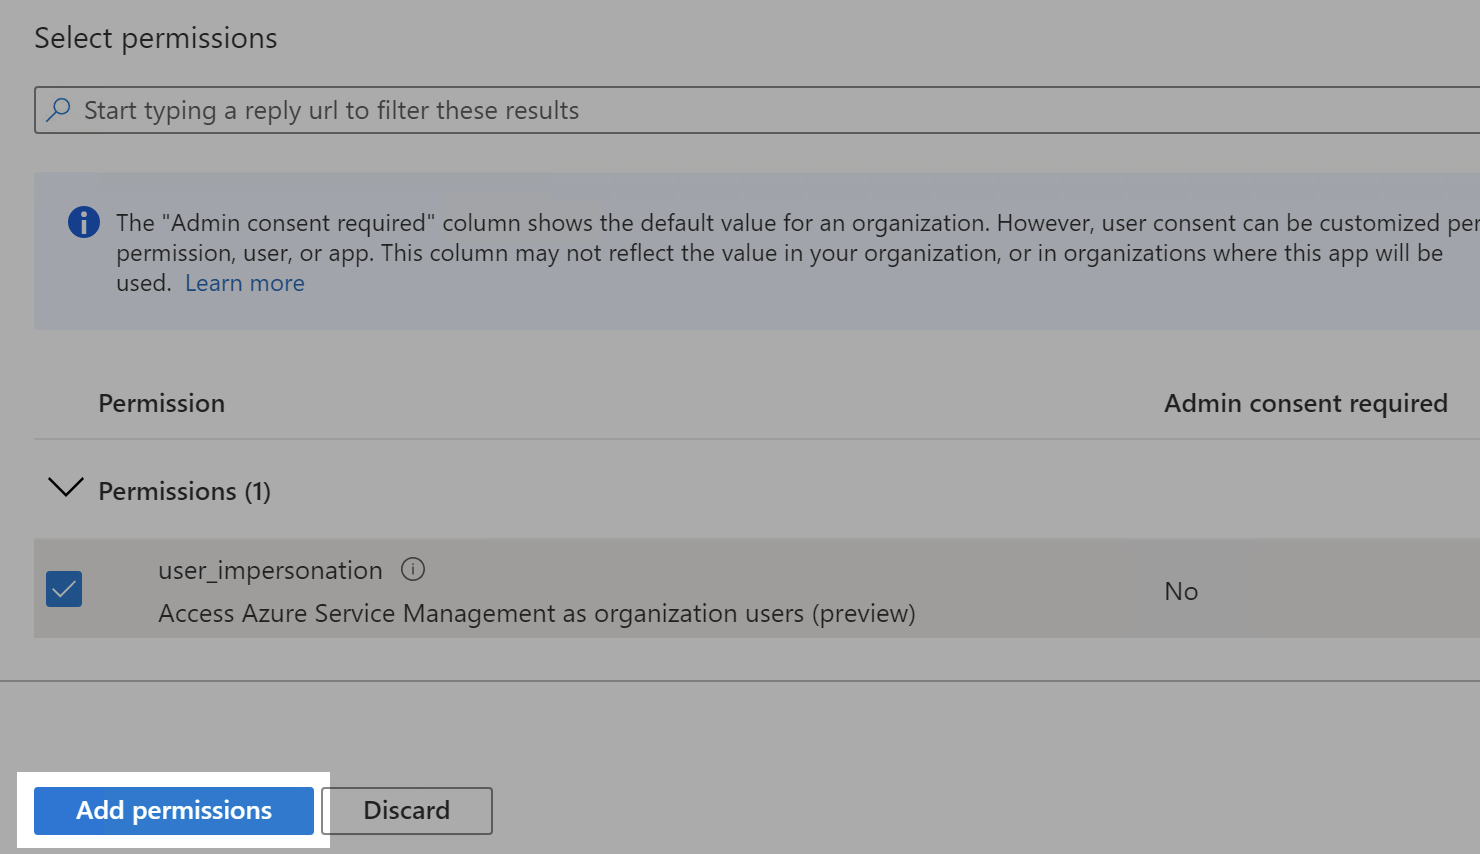 Select permissions
Start typing a reply url to filter these results
The "Admin consent required" column shows the default value for an organization. However, user consent can be customized per
permission, user, or app. This column may not reflect the value in your organization, or in organizations where this app will be
used. Learn more
Permission Admin consent required
Permissions (1)
user_impersonation
Access Azure Service Management as organization users (preview)
No
Add permissions Discard